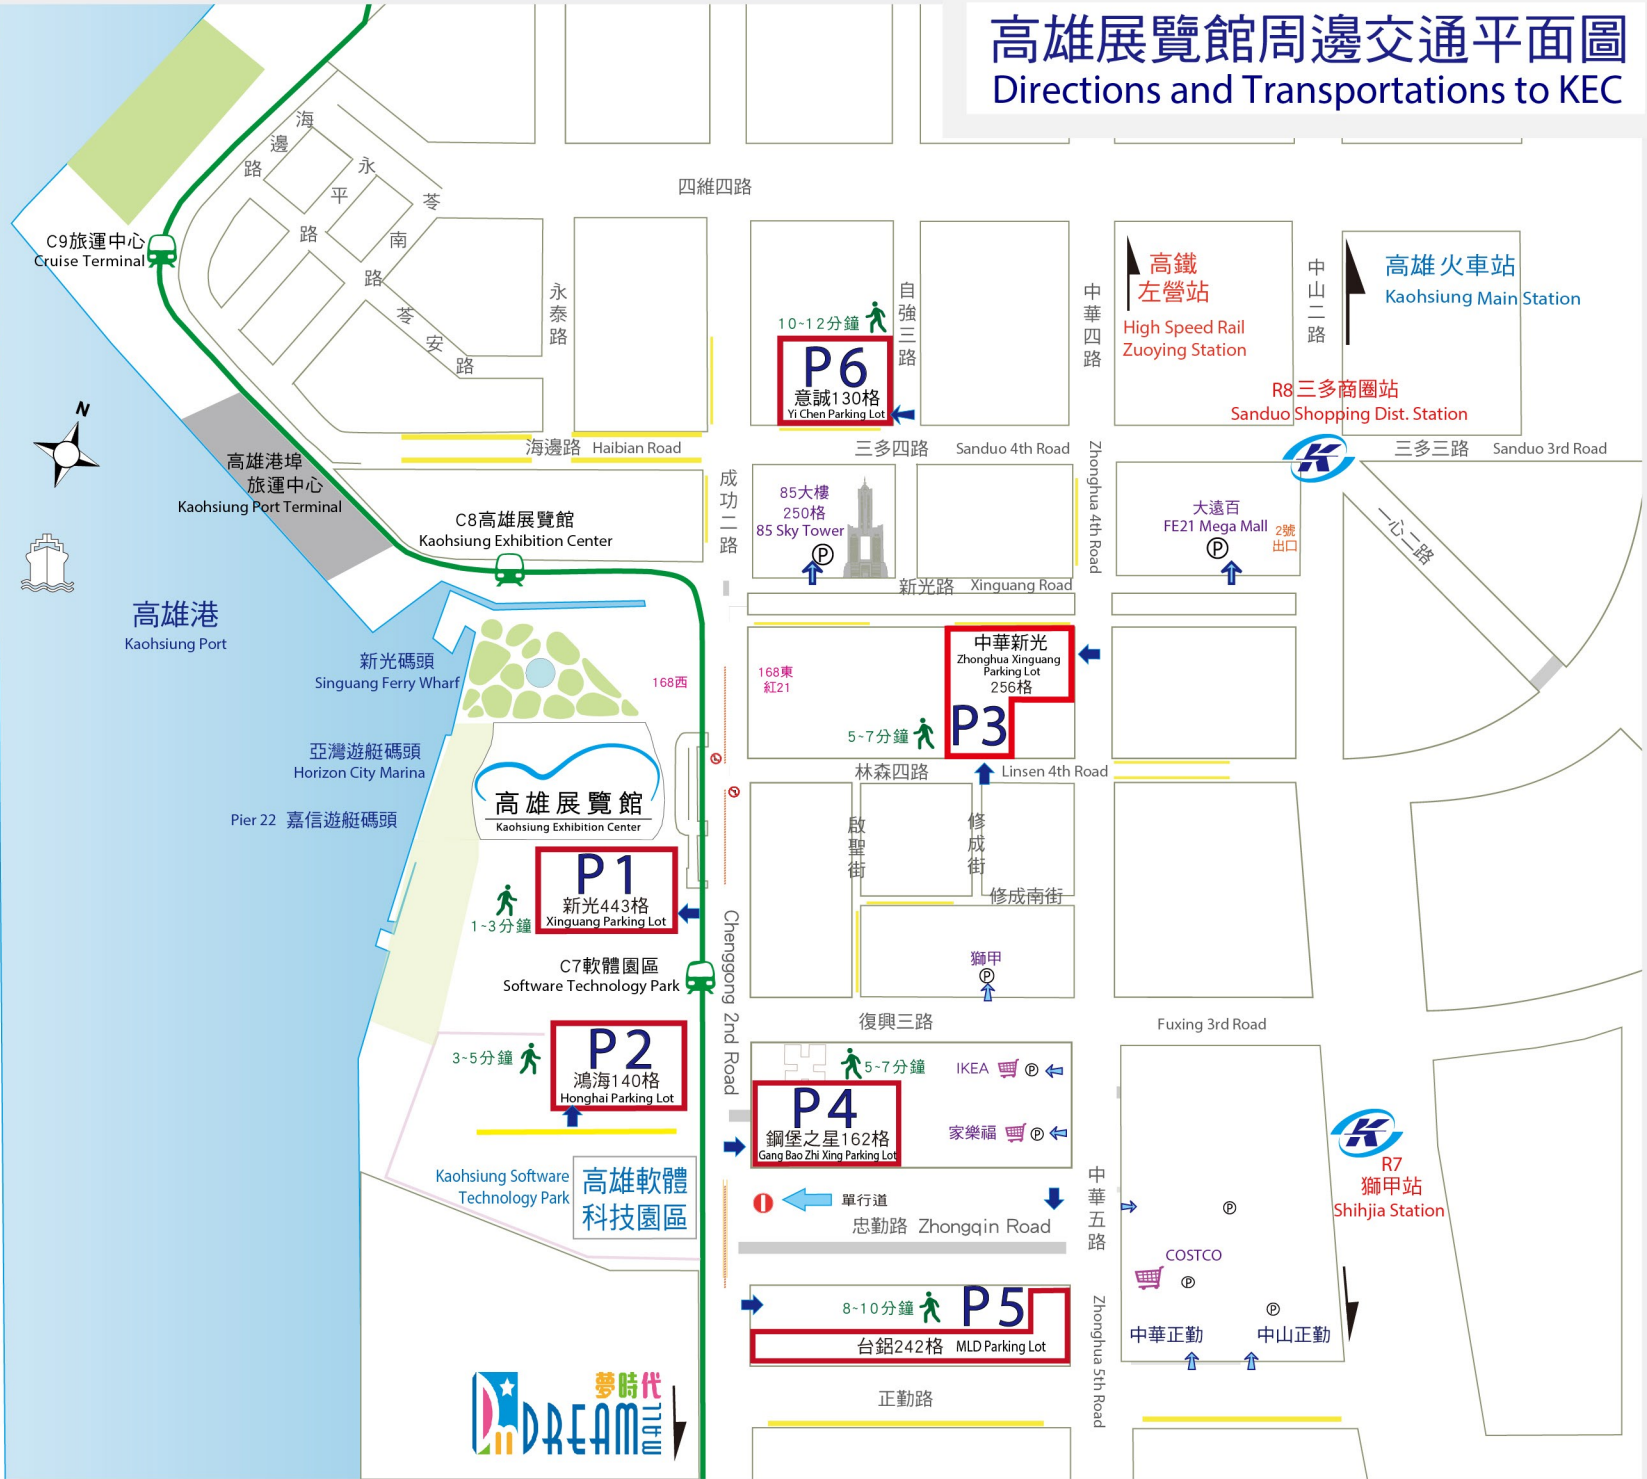 高雄展覽館周邊交通平面圖
Directions and Transportations to KEC
海邊路
永平路
苓南路
苓安路
四維四路
C9旅運中心
Cruise Terminal
永泰路
自強三路
中華四路
中山二路
高鐵
左營站
High Speed Rail
Zuoying Station
高雄火車站
Kaohsiung Main Station
10~12分鐘
P6
意誠130格
Yi Chen Parking Lot
R8三多商圈站
Sanduo Shopping Dist. Station
N
海邊路 Haibian Road
三多四路 Sanduo 4th Road
三多三路 Sanduo 3rd Road
高雄港埠
旅運中心
Kaohsiung Port Terminal
C8高雄展覽館
Kaohsiung Exhibition Center
成功二路
85大樓
250格
85 Sky Tower
P
Zhonghua 4th Road
大遠百
FE21 Mega Mall
P
2號
出口
一心二路
新光路 Xinguang Road
高雄港
Kaohsiung Port
新光碼頭
Singuang Ferry Wharf
168西
168東
紅21
中華新光
Zhonghua Xinguang
Parking Lot
256格
P3
5~7分鐘
亞灣遊艇碼頭
Horizon City Marina
Pier 22 嘉信遊艇碼頭
高雄展覽館
Kaohsiung Exhibition Center
林森四路 Linsen 4th Road
啟聖街
修成街
修成南街
P1
新光443格
Xinguang Parking Lot
1~3分鐘
C7軟體園區
Software Technology Park
Chenggong 2nd Road
獅甲
P
復興三路
Fuxing 3rd Road
3~5分鐘
P2
鴻海140格
Honghai Parking Lot
5~7分鐘
IKEA P
P4
鋼堡之星162格
Gang Bao Zhi Xing Parking Lot
家樂福 P
R7
獅甲站
Shihjia Station
Kaohsiung Software
Technology Park
高雄軟體
科技園區
單行道
忠勤路 Zhongqin Road
中華五路
P
COSTCO
P
P
中華正勤
中山正勤
8~10分鐘
P5
台鋁242格 MLD Parking Lot
Zhonghua 5th Road
夢時代
DREAM
MALL
正勤路